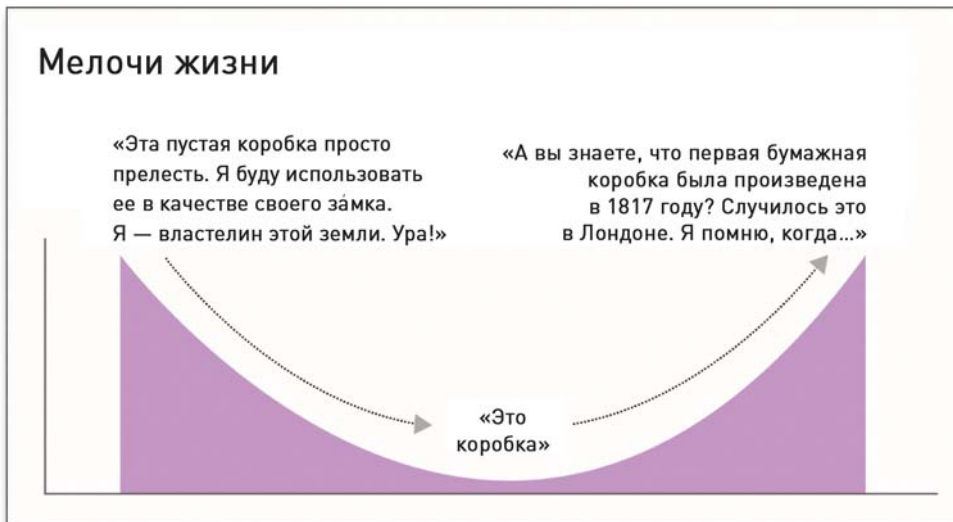 Мелочи жизни
«Эта пустая коробка просто
прелесть. Я буду использовать
ее в качестве своего за́мка.
Я — властелин этой земли. Ура!»
«А вы знаете, что первая бумажная
коробка была произведена
в 1817 году? Случилось это
в Лондоне. Я помню, когда...»
«Это
коробка»